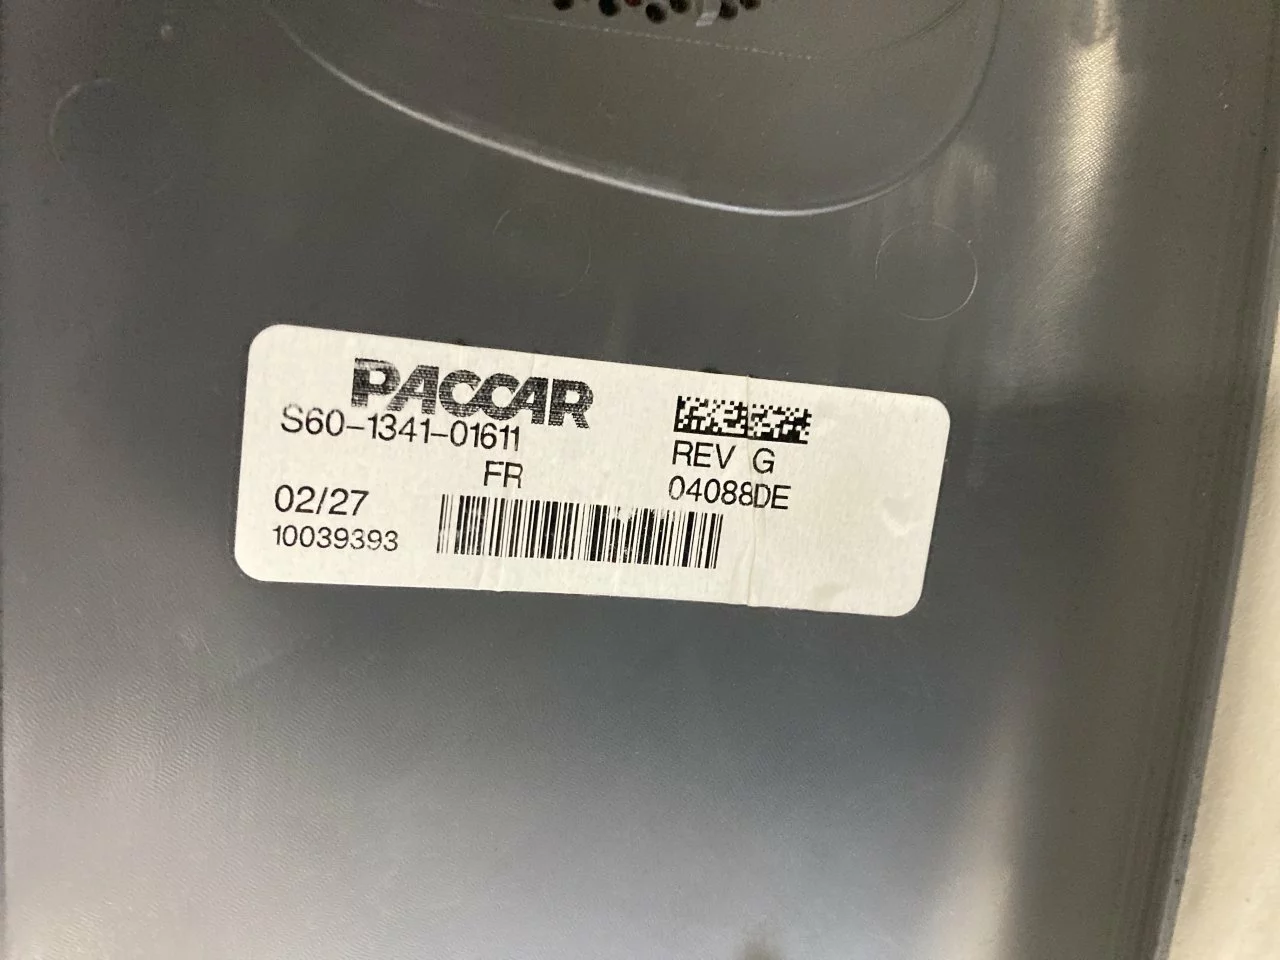 PACCAR
S60-1341-01611
FR
02/27
10039393
REV G
04088DE